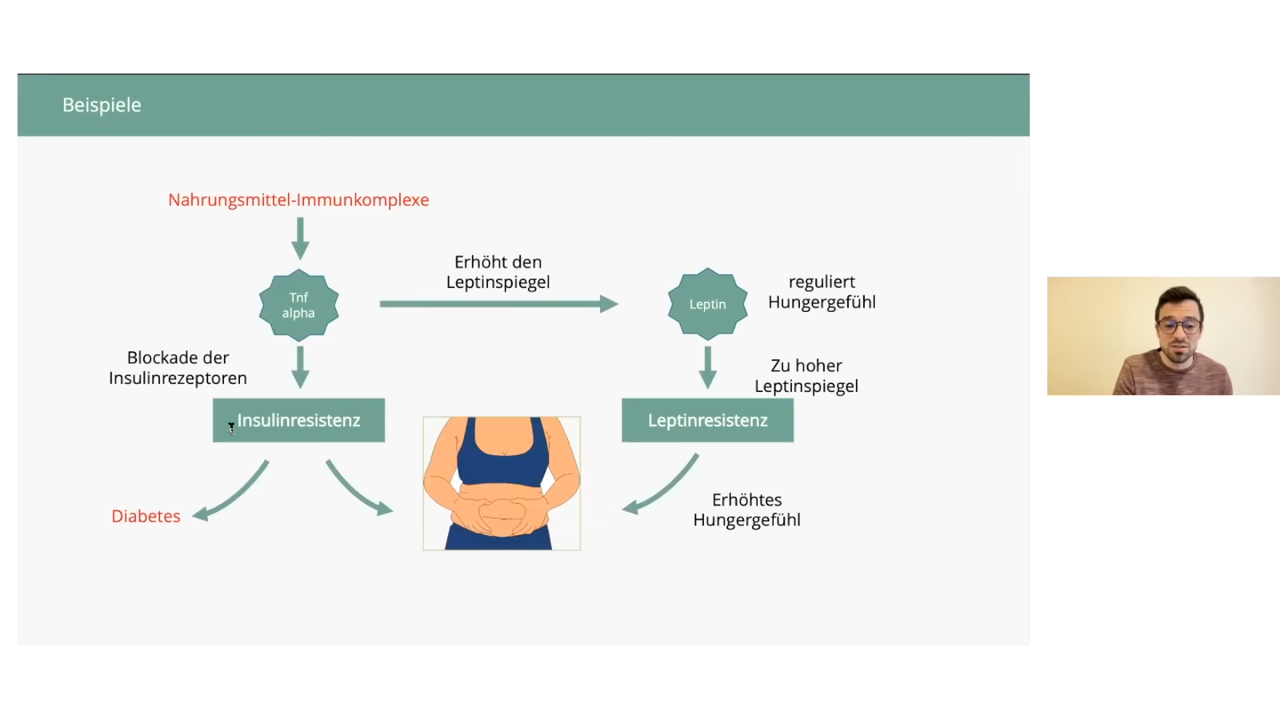 Beispiele
Nahrungsmittel-Immunkomplexe
Tnf
alpha
Erhöht den
Leptinspiegel
Leptin
reguliert
Hungergefühl
Blockade der
Insulinrezeptoren
Zu hoher
Leptinspiegel
Insulinresistenz
Leptinresistenz
Diabetes
Erhöhtes
Hungergefühl